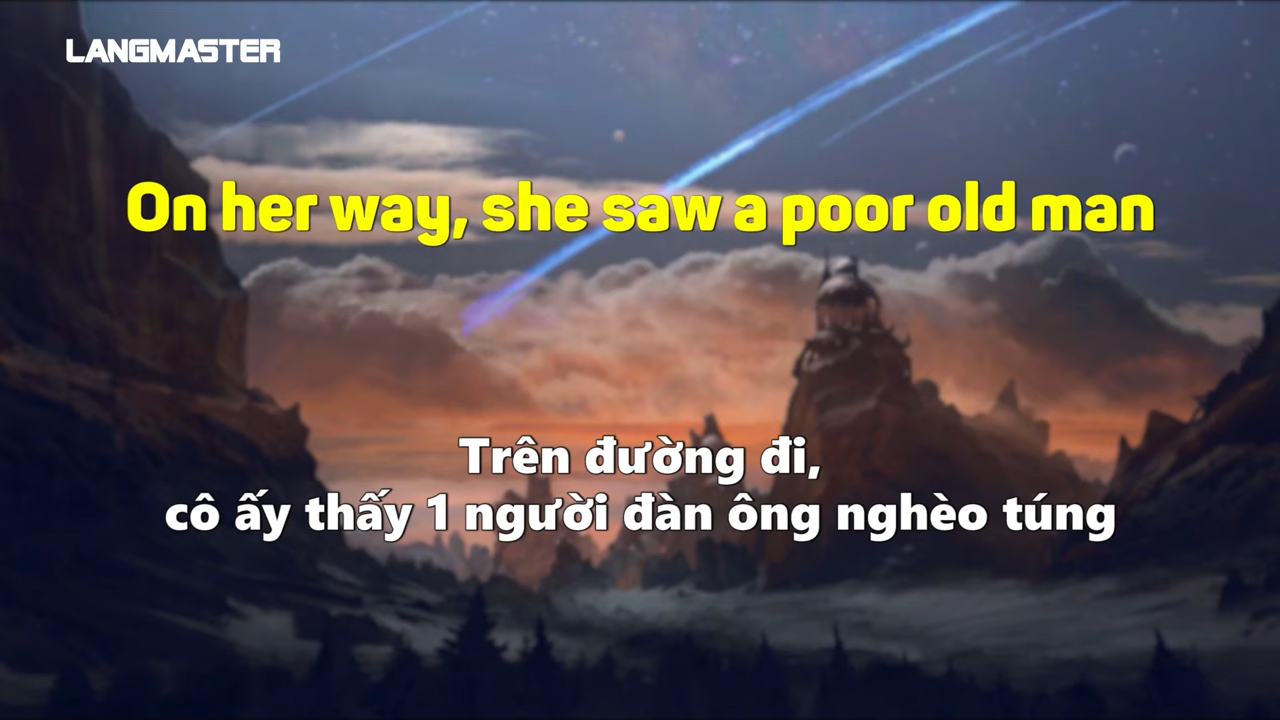 LANGMASTER
On her way, she saw a poor old man
Trên đường đi,
cô ấy thấy 1 người đàn ông nghèo túng